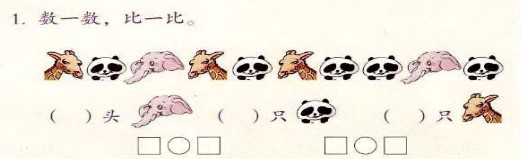 1. 数一数，比一比。
( )头 ( )只 ( )只
□○□ □○□